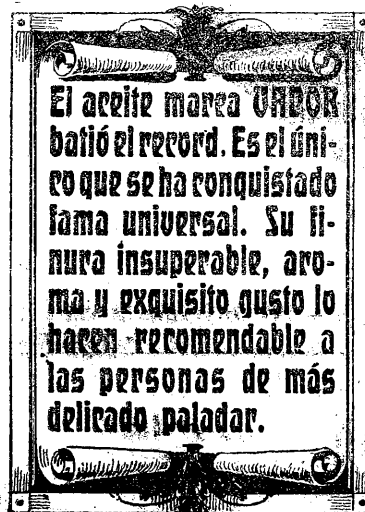 El aceite marca VADOR
batió el record. Es el úni-
co que se ha conquistado
fama universal. Su fi-
nura insuperable, aro-
ma y exquisito gusto lo
hacen recomendable a
las personas de más
delicado paladar.